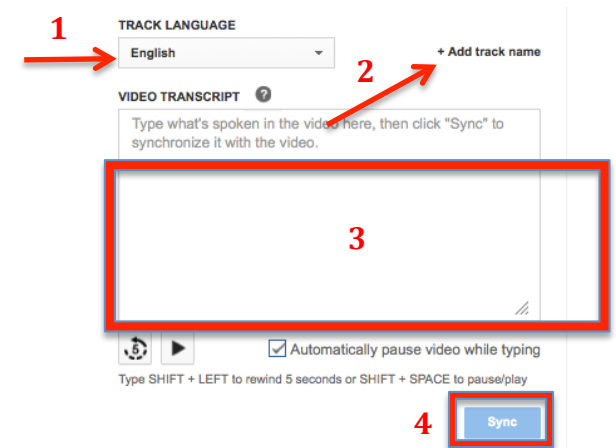 1
TRACK LANGUAGE
English
+ Add track name
2
VIDEO TRANSCRIPT ?
Type what's spoken in the video here, then click "Sync" to
synchronize it with the video.
3
5
Automatically pause video while typing
Type SHIFT + LEFT to rewind 5 seconds or SHIFT + SPACE to pause/play
4
Sync